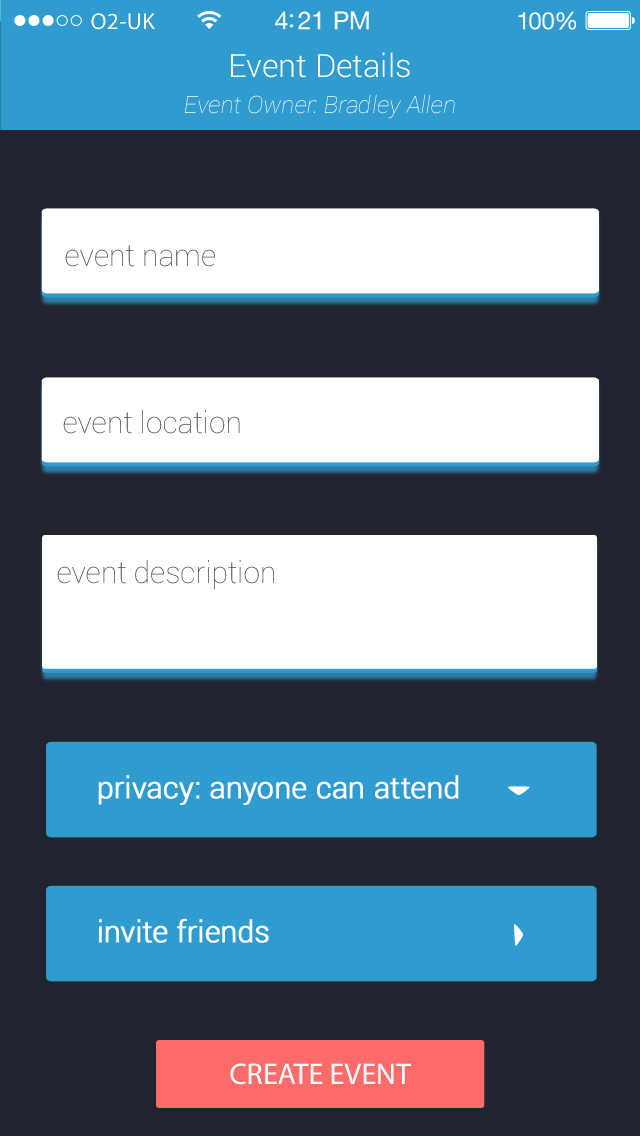 O2-UK 4:21 PM 100%
Event Details
Event Owner: Bradley Allen
event name
event location
event description
privacy: anyone can attend
invite friends
CREATE EVENT